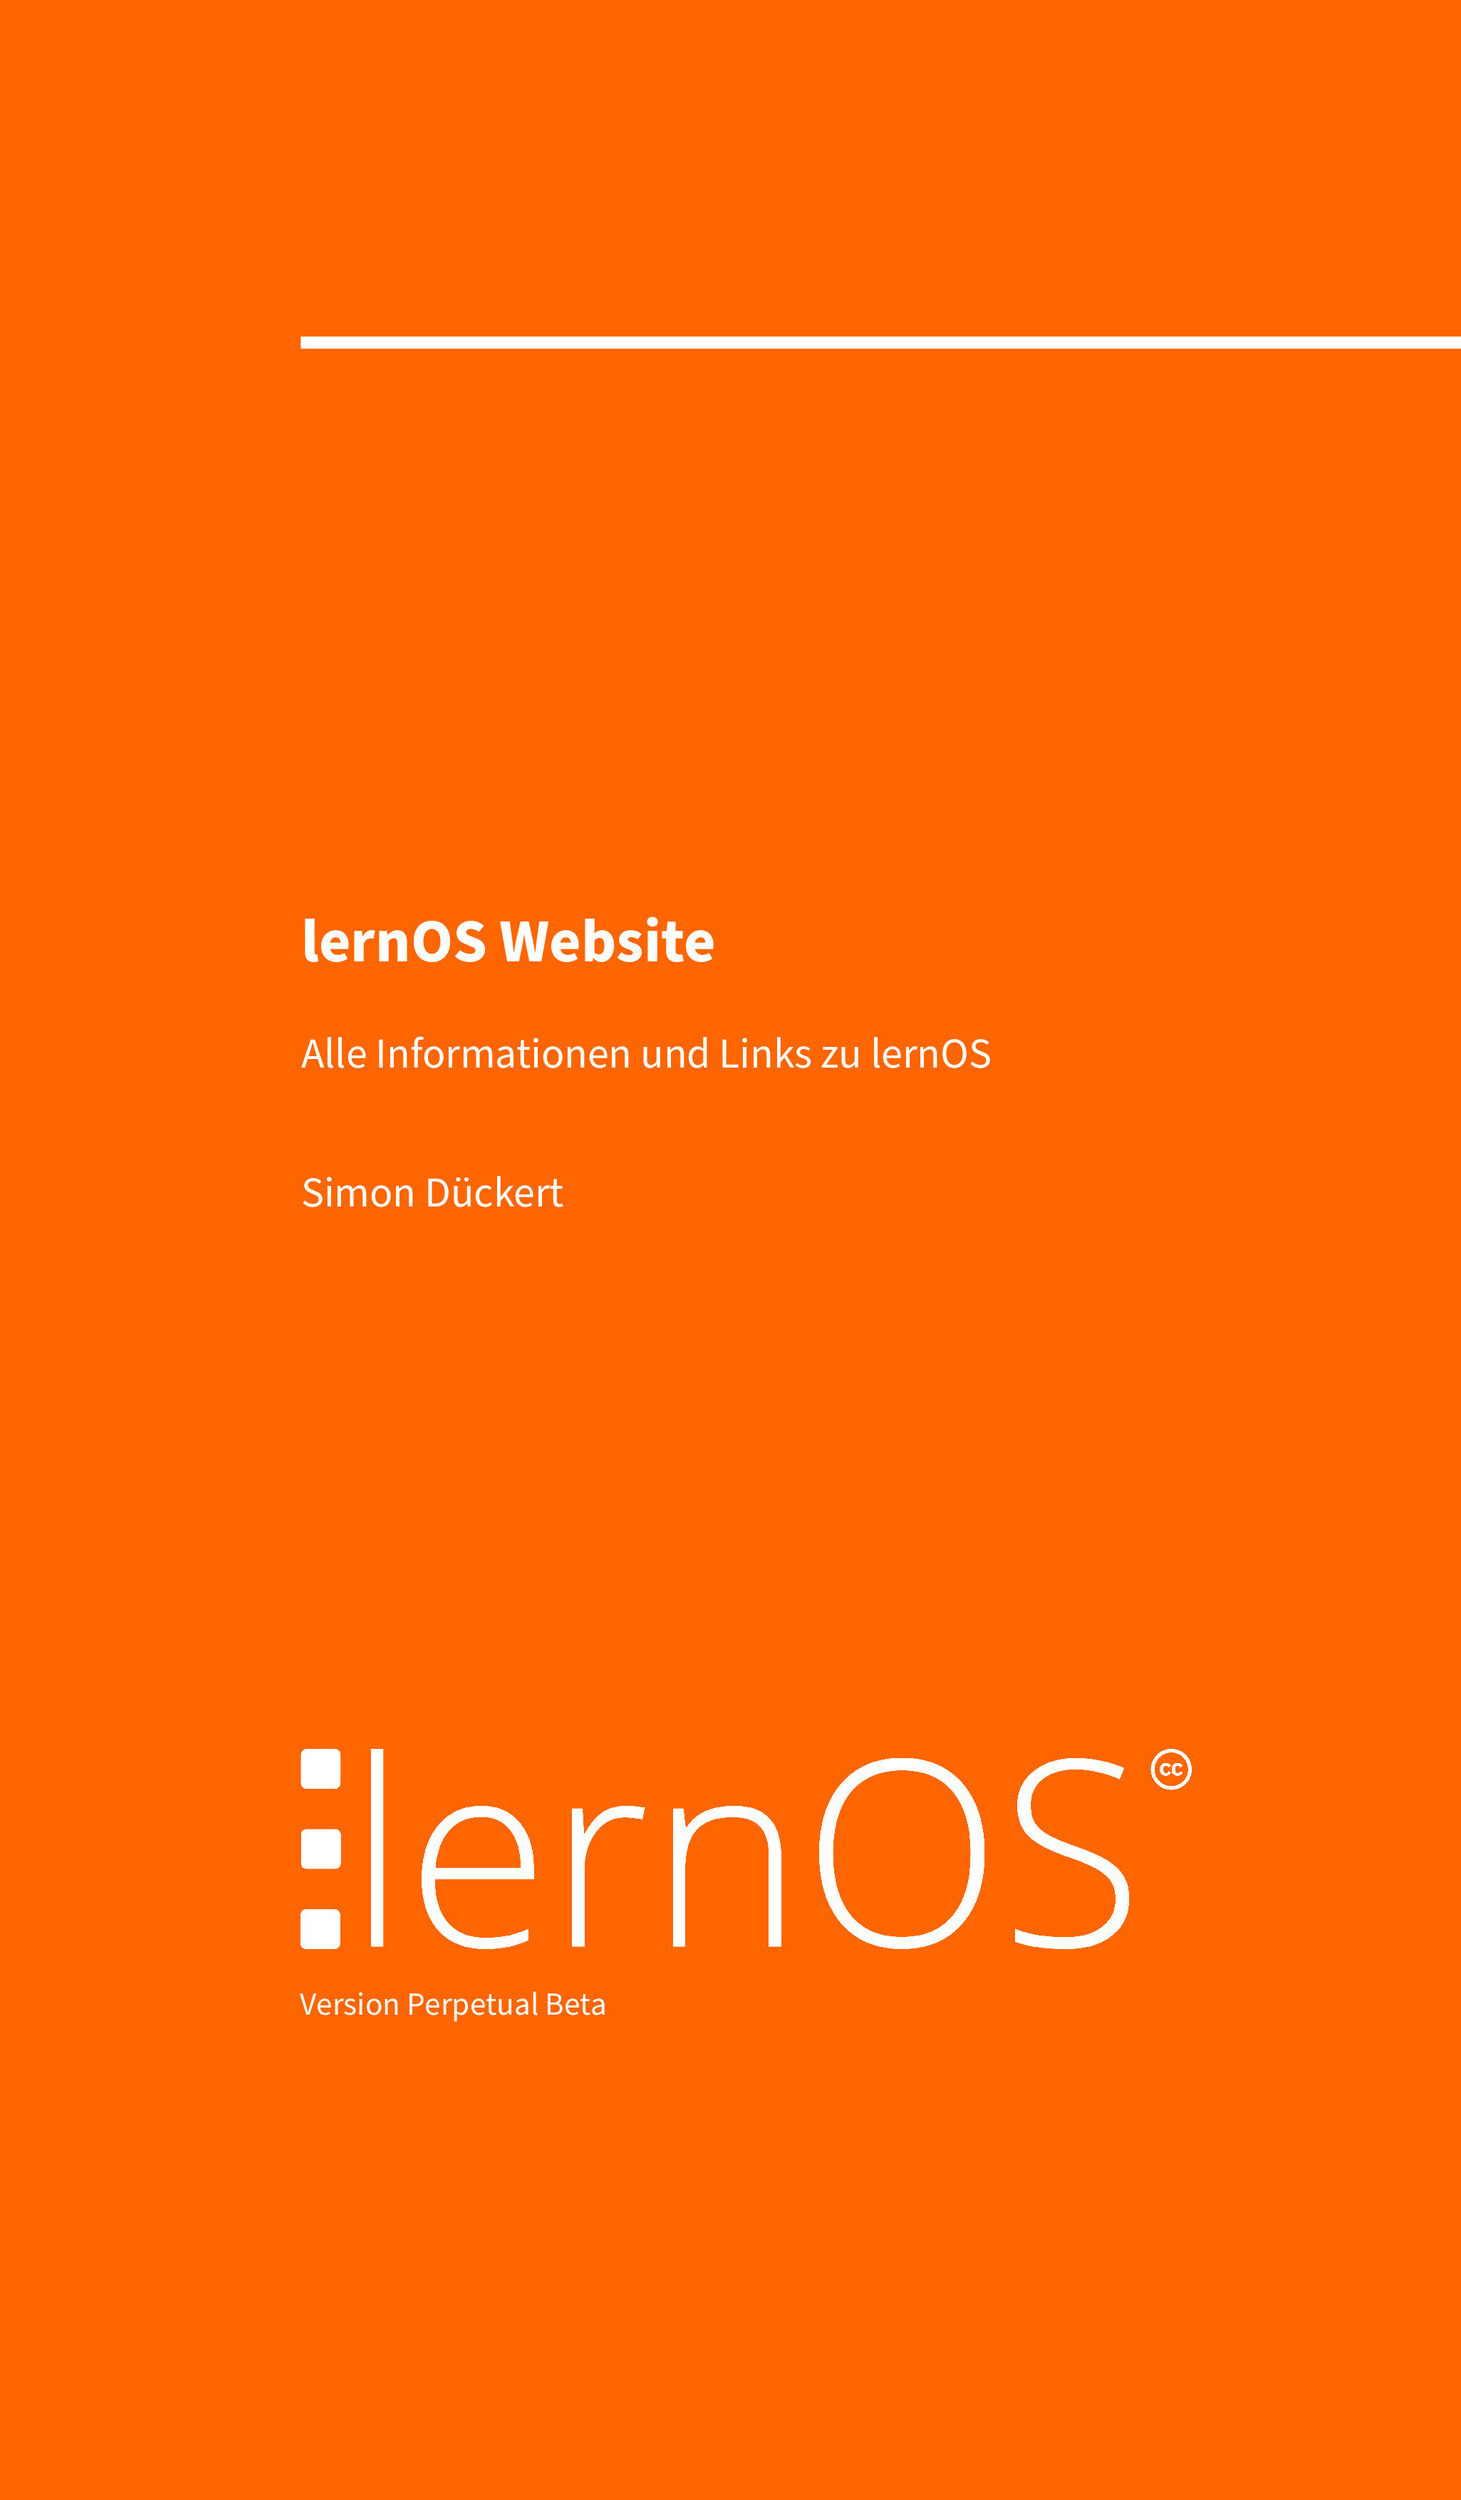 lernOS Website
Alle Informationen und Links zu lernOS
Simon Dückert
lernOS cc
Version Perpetual Beta